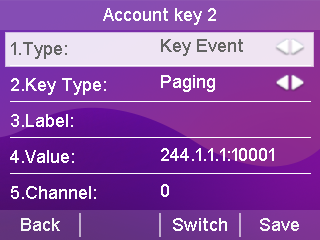 Account key 2
1.Type: Key Event
2.Key Type: Paging
3.Label:
4.Value: 244.1.1.1:10001
5.Channel: 0
Back Switch Save